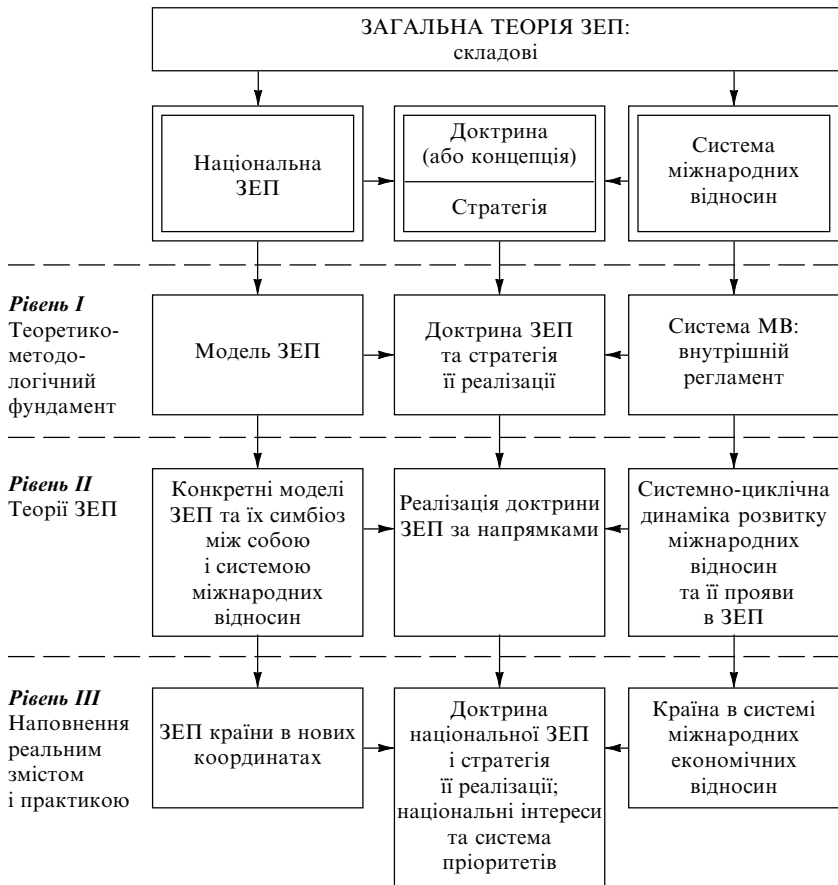 ЗАГАЛЬНА ТЕОРІЯ ЗЕП:
складові
Національна
ЗЕП
Доктрина
(або концепція)
Стратегія
Система
міжнародних
відносин
Рівень I
Теоретико-
методо-
логічний
фундамент
Модель ЗЕП
Доктрина ЗЕП
та стратегія
її реалізації
Система МВ:
внутрішній
регламент
Рівень II
Теорії ЗЕП
Конкретні моделі
ЗЕП та їх симбіоз
між собою
і системою
міжнародних
відносин
Реалізація доктрини
ЗЕП за напрямками
Системно-циклічна
динаміка розвитку
міжнародних
відносин
та її прояви
в ЗЕП
Рівень III
Наповнення
реальним
змістом
і практикою
ЗЕП країни в нових
координатах
Доктрина
національної ЗЕП
і стратегія
її реалізації;
національні інтереси
та система
пріоритетів
Країна в системі
міжнародних
економічних
відносин